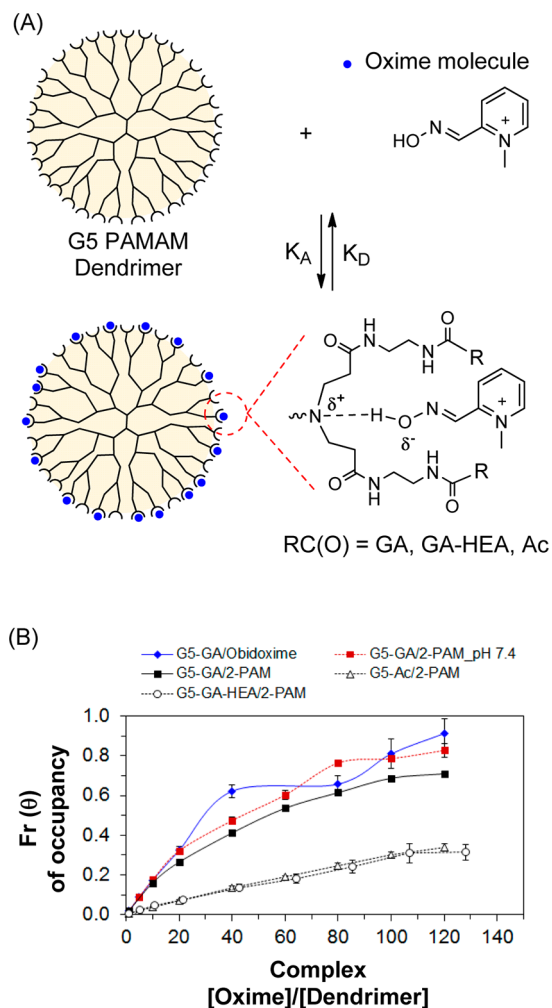 (A)
Oxime molecule
+
HO N N +
G5 PAMAM
Dendrimer
K_A K_D
O H N N H O R
δ+
N H O N N +
δ-
O N H H N O R
RC(O) = GA, GA-HEA, Ac
(B)
G5-GA/Obidoxime G5-GA/2-PAM_pH 7.4
G5-GA/2-PAM G5-Ac/2-PAM
G5-GA-HEA/2-PAM
Fr (θ)
of occupancy
1.0
0.8
0.6
0.4
0.2
0.0
0 20 40 60 80 100 120 140
Complex
[Oxime]/[Dendrimer]